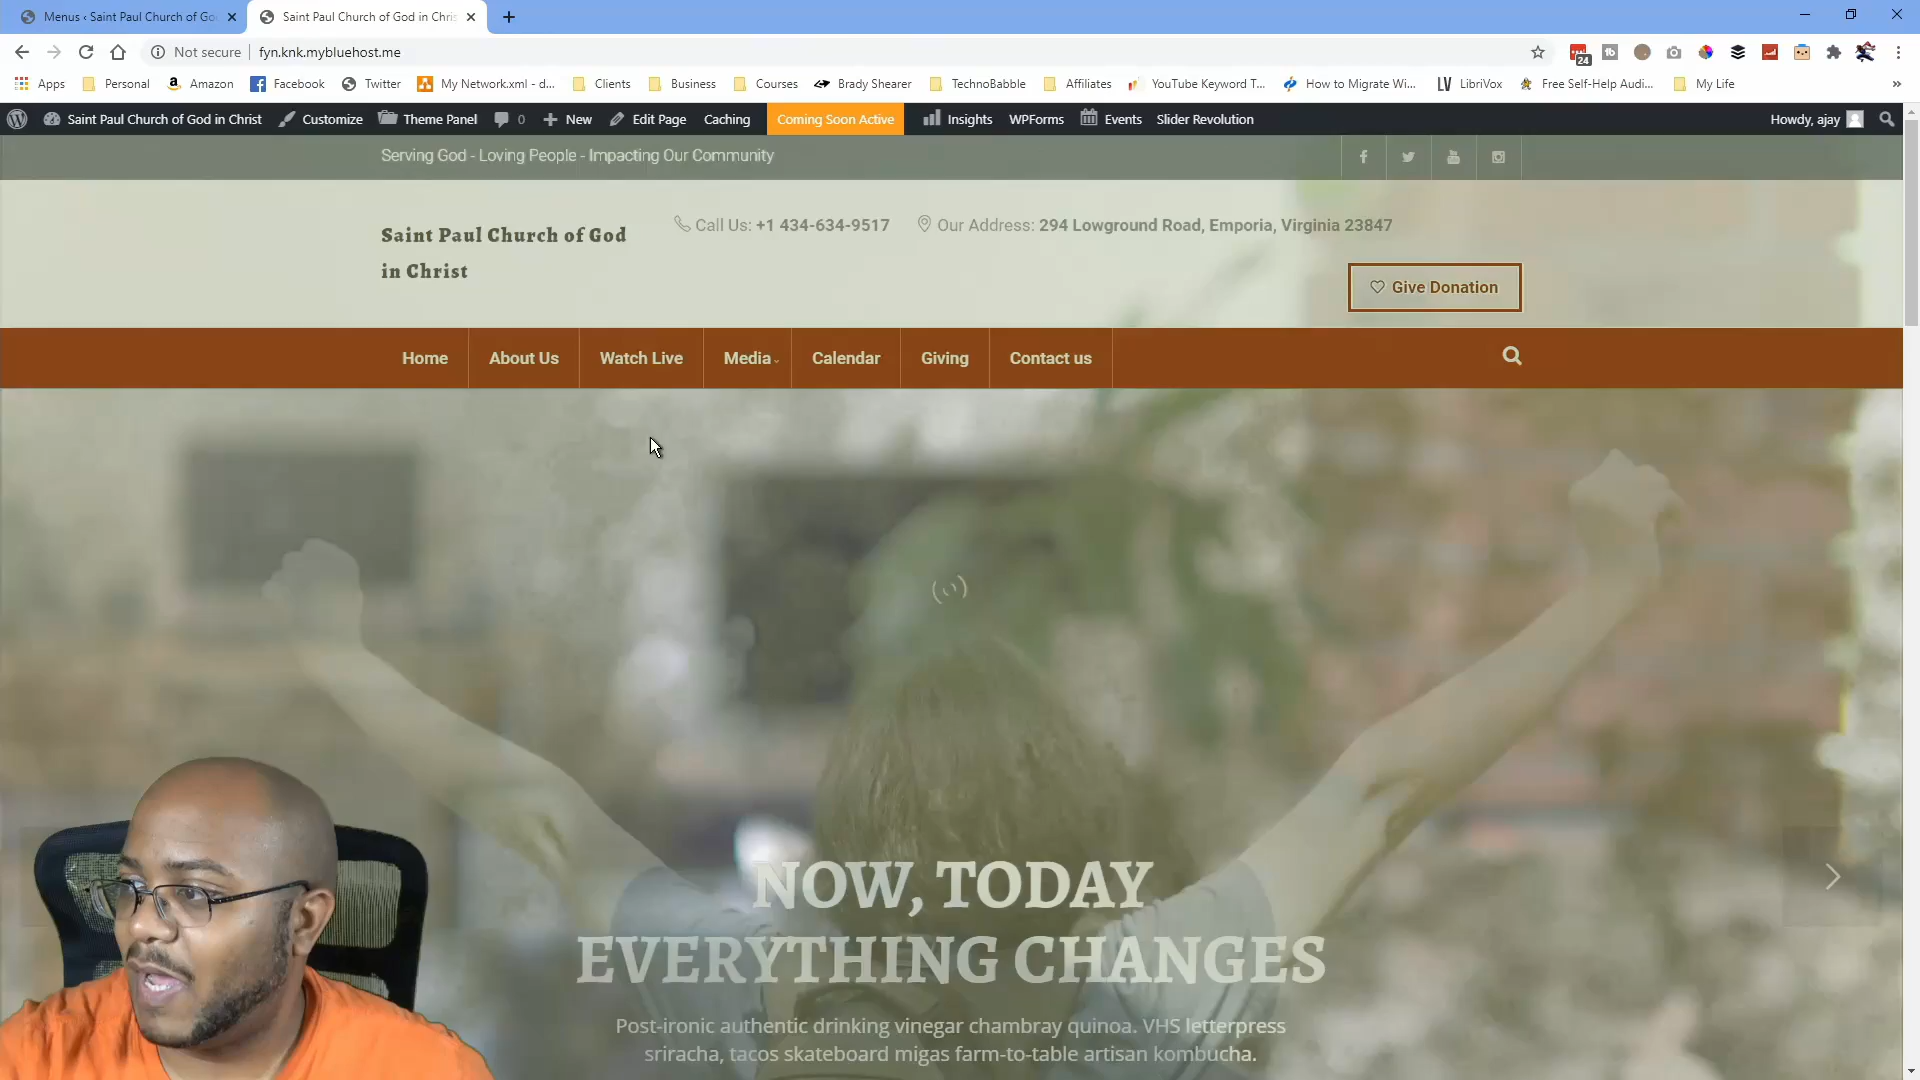 Menus ‹ Saint Paul Church of Go
Saint Paul Church of God in Chris
Not secure
fyn.knk.mybluehost.me
24
Apps
Personal
Amazon
Facebook
Twitter
My Network.xml - d...
Clients
Business
Courses
Brady Shearer
TechnoBabble
Affiliates
YouTube Keyword T...
How to Migrate Wi...
LibriVox
Free Self-Help Audi...
My Life
Saint Paul Church of God in Christ
Customize
Theme Panel
0
New
Edit Page
Caching
Coming Soon Active
Insights
WPForms
Events
Slider Revolution
Howdy, ajay
Serving God - Loving People - Impacting Our Community
Saint Paul Church of God
in Christ
Call Us: +1 434-634-9517
Our Address: 294 Lowground Road, Emporia, Virginia 23847
Give Donation
Home
About Us
Watch Live
Media
Calendar
Giving
Contact us
NOW, TODAY
EVERYTHING CHANGES
Post-ironic authentic drinking vinegar chambray quinoa. VHS letterpress
sriracha, tacos skateboard migas farm-to-table artisan kombucha.